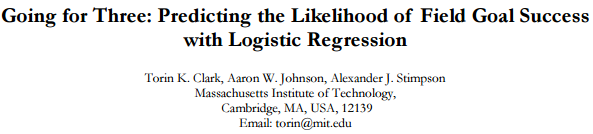 Going for Three: Predicting the Likelihood of Field Goal Success
with Logistic Regression
Torin K. Clark, Aaron W. Johnson, Alexander J. Stimpson
Massachusetts Institute of Technology,
Cambridge, MA, USA, 12139
Email: torin@mit.edu